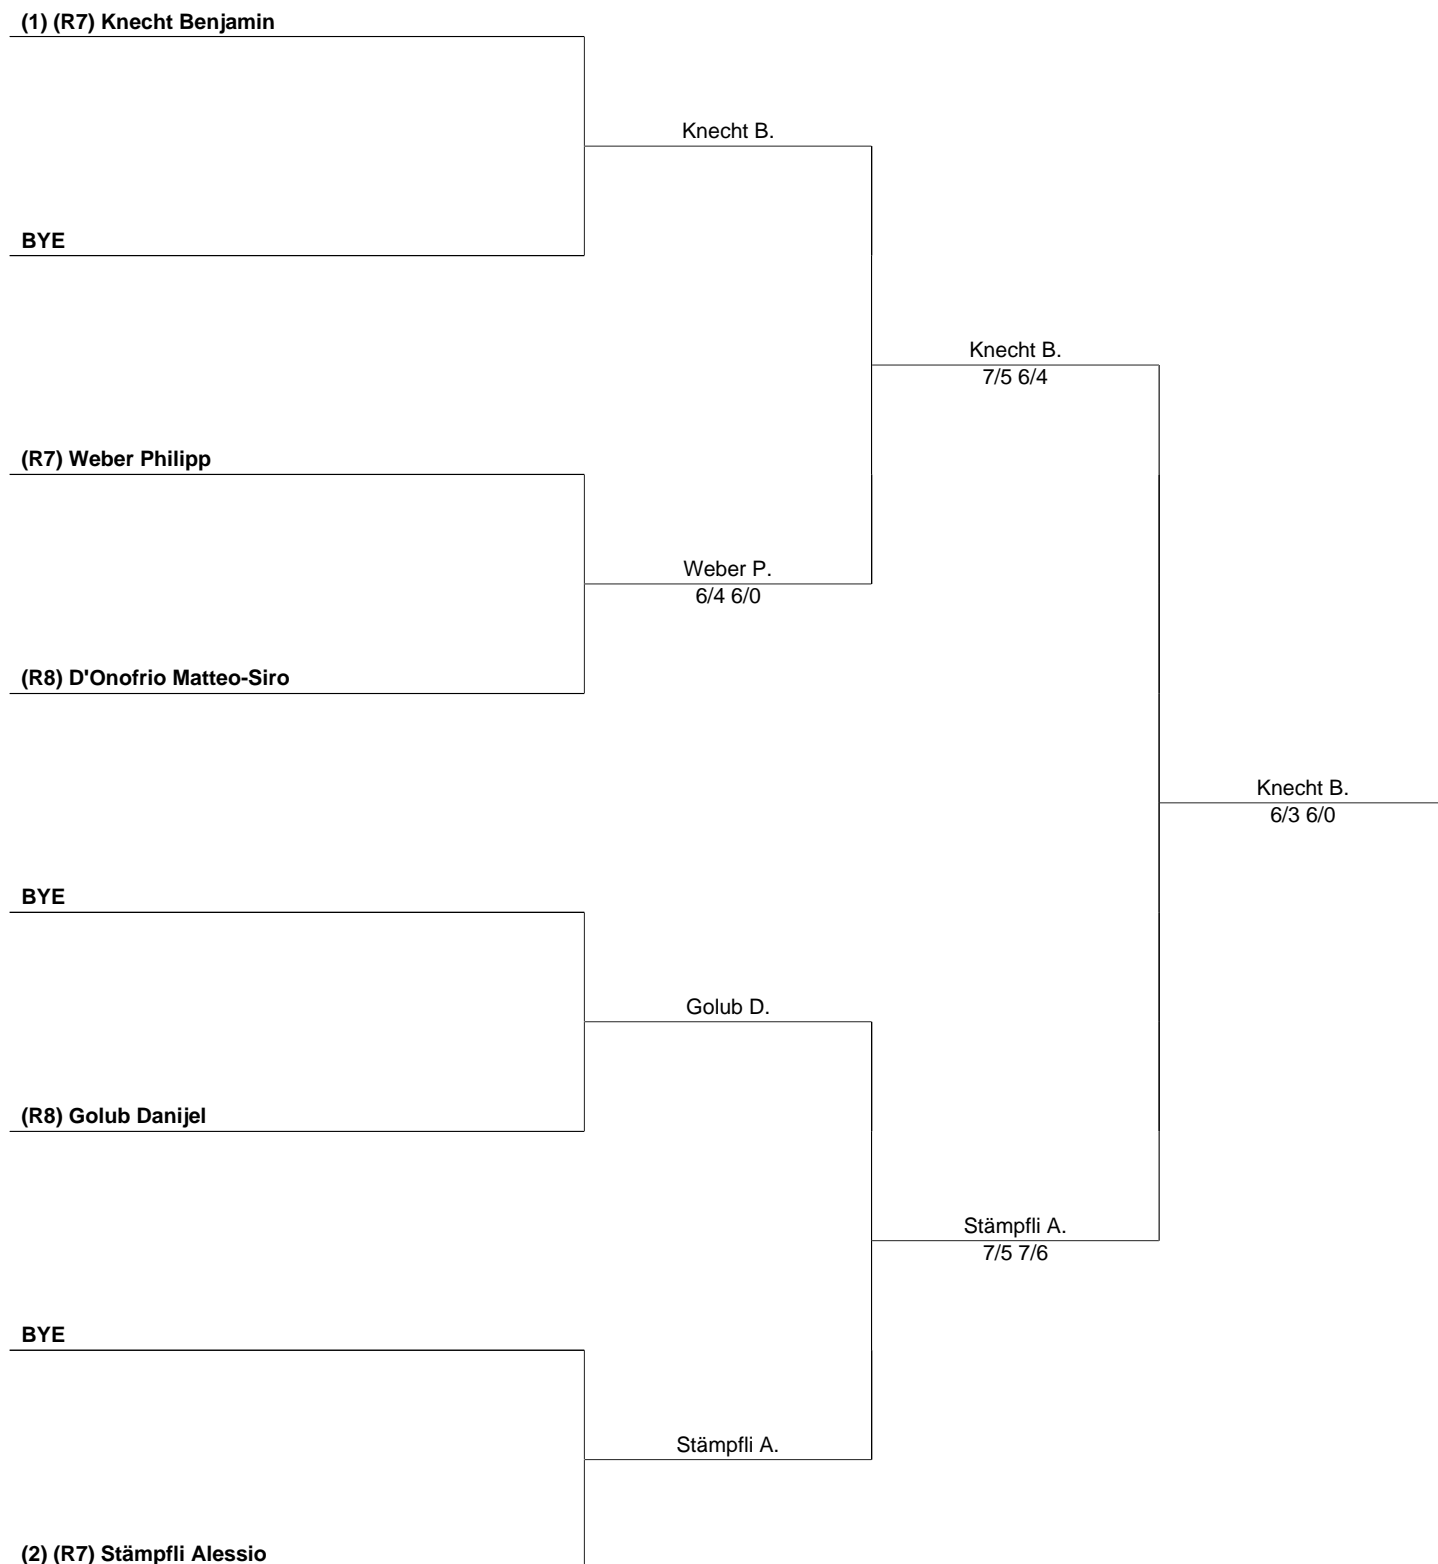 (1) (R7) Knecht Benjamin
Knecht B.
BYE
Knecht B.
7/5 6/4
(R7) Weber Philipp
Weber P.
6/4 6/0
(R8) D'Onofrio Matteo-Siro
Knecht B.
6/3 6/0
BYE
Golub D.
(R8) Golub Danijel
Stämpfli A.
7/5 7/6
BYE
Stämpfli A.
(2) (R7) Stämpfli Alessio